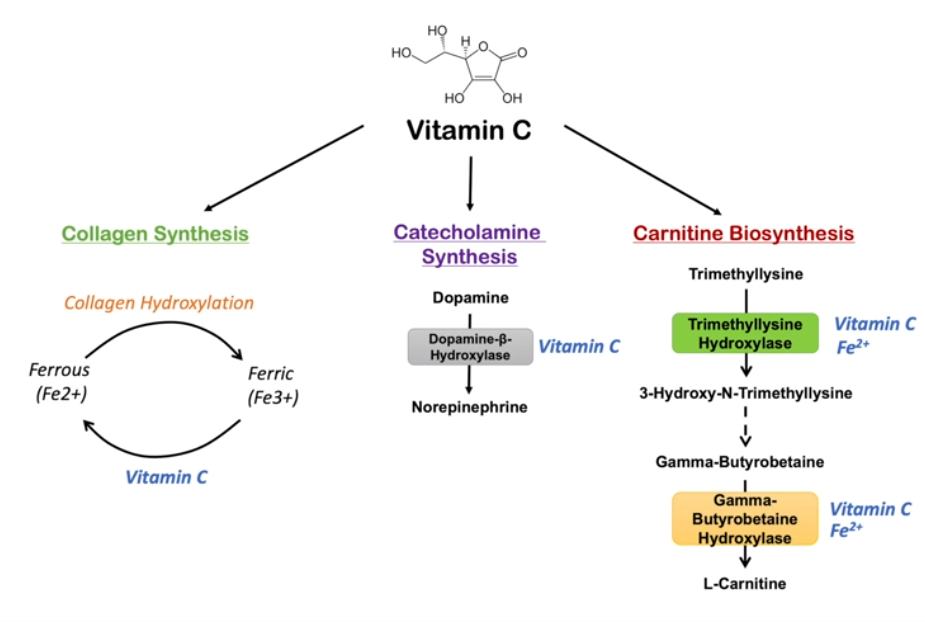 HO
H
HO
O
O
HO
OH
Vitamin C
Collagen Synthesis
Collagen Hydroxylation
Ferrous
(Fe2+)
Ferric
(Fe3+)
Vitamin C
Catecholamine
Synthesis
Dopamine
Dopamine-β-
Hydroxylase
Vitamin C
Norepinephrine
Carnitine Biosynthesis
Trimethyllysine
Trimethyllysine
Hydroxylase
Vitamin C
Fe²⁺
3-Hydroxy-N-Trimethyllysine
Gamma-Butyrobetaine
Gamma-
Butyrobetaine
Hydroxylase
Vitamin C
Fe²⁺
L-Carnitine